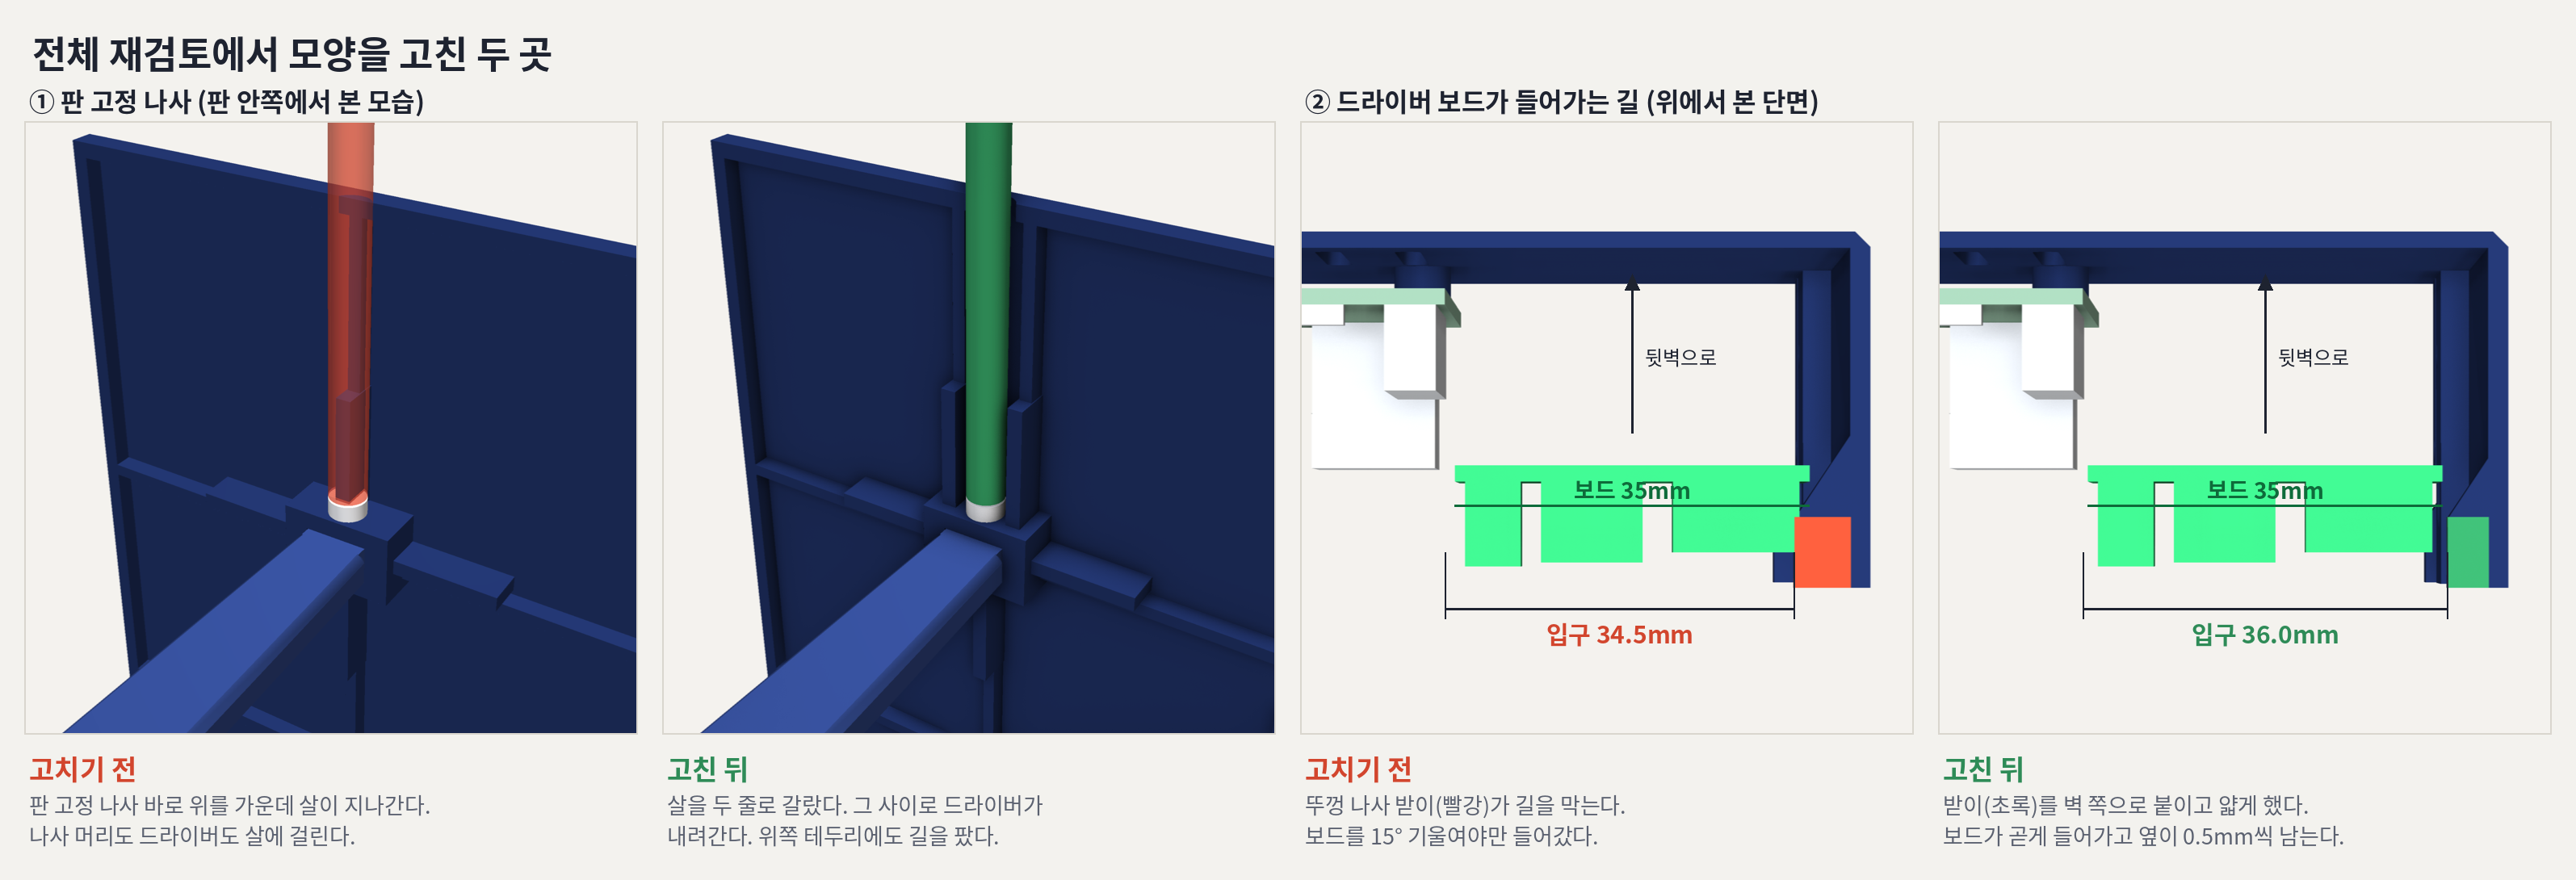 전체 재검토에서 모양을 고친 두 곳
① 판 고정 나사 (판 안쪽에서 본 모습)
② 드라이버 보드가 들어가는 길 (위에서 본 단면)
뒷벽으로
보드 35mm
입구 34.5mm
뒷벽으로
보드 35mm
입구 36.0mm
고치기 전
판 고정 나사 바로 위를 가운데 살이 지나간다.
나사 머리도 드라이버도 살에 걸린다.
고친 뒤
살을 두 줄로 갈랐다. 그 사이로 드라이버가
내려간다. 위쪽 테두리에도 길을 팠다.
고치기 전
뚜껑 나사 받이(빨강)가 길을 막는다.
보드를 15° 기울여야만 들어갔다.
고친 뒤
받이(초록)를 벽 쪽으로 붙이고 얇게 했다.
보드가 곧게 들어가고 옆이 0.5mm씩 남는다.